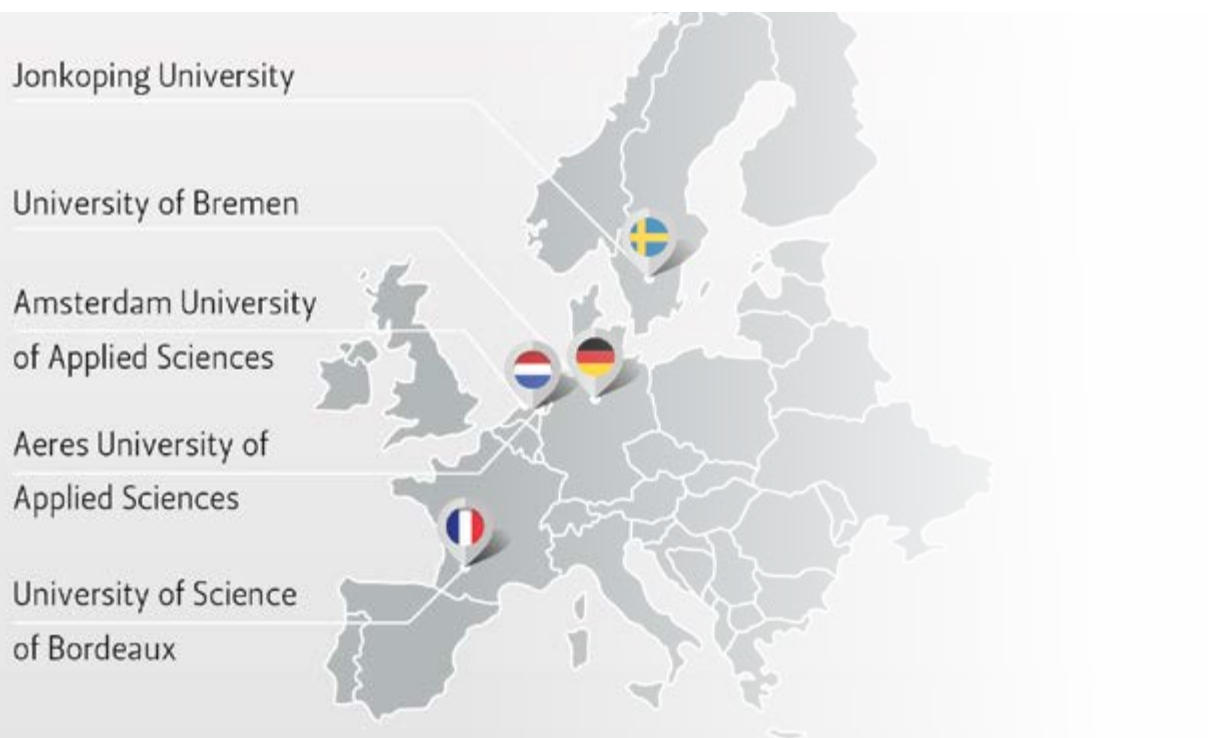 Jonkoping University
University of Bremen
Amsterdam University
of Applied Sciences
Aeres University of
Applied Sciences
University of Science
of Bordeaux